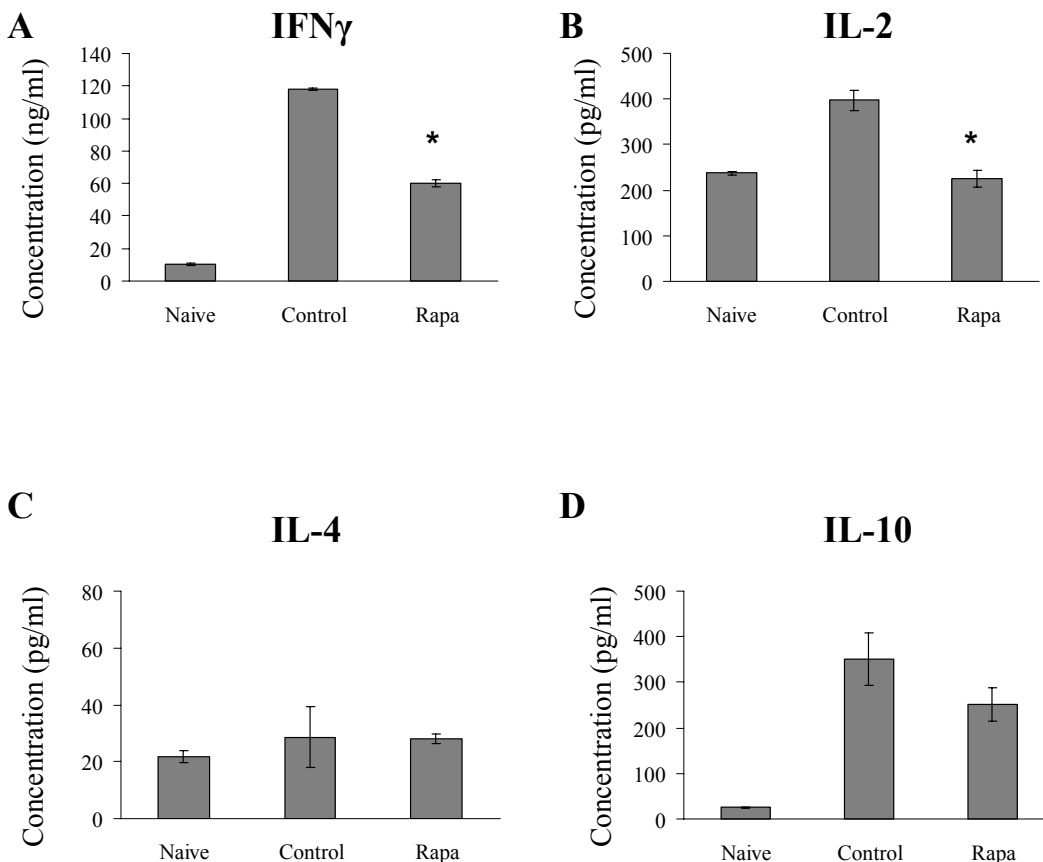 A
IFNγ
Concentration (ng/ml)
140
120
100
80
60
40
20
0
*
Naive
Control
Rapa
B
IL-2
Concentration (pg/ml)
500
400
300
200
100
0
*
Naive
Control
Rapa
C
IL-4
Concentration (pg/ml)
80
60
40
20
0
Naive
Control
Rapa
D
IL-10
Concentration (pg/ml)
500
400
300
200
100
0
Naive
Control
Rapa